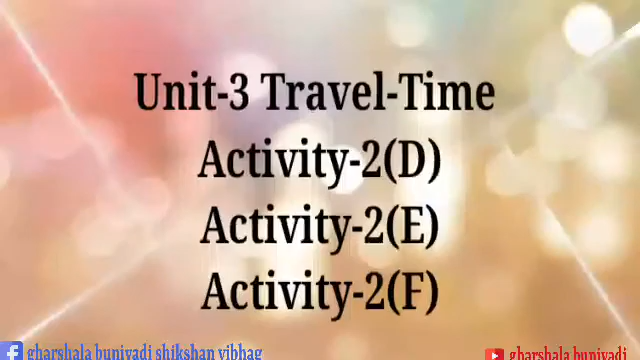 Unit-3 Travel-Time
Activity-2(D)
Activity-2(E)
Activity-2(F)
gharshala buniyadi shikshan vibhag
gharshala buniyadi